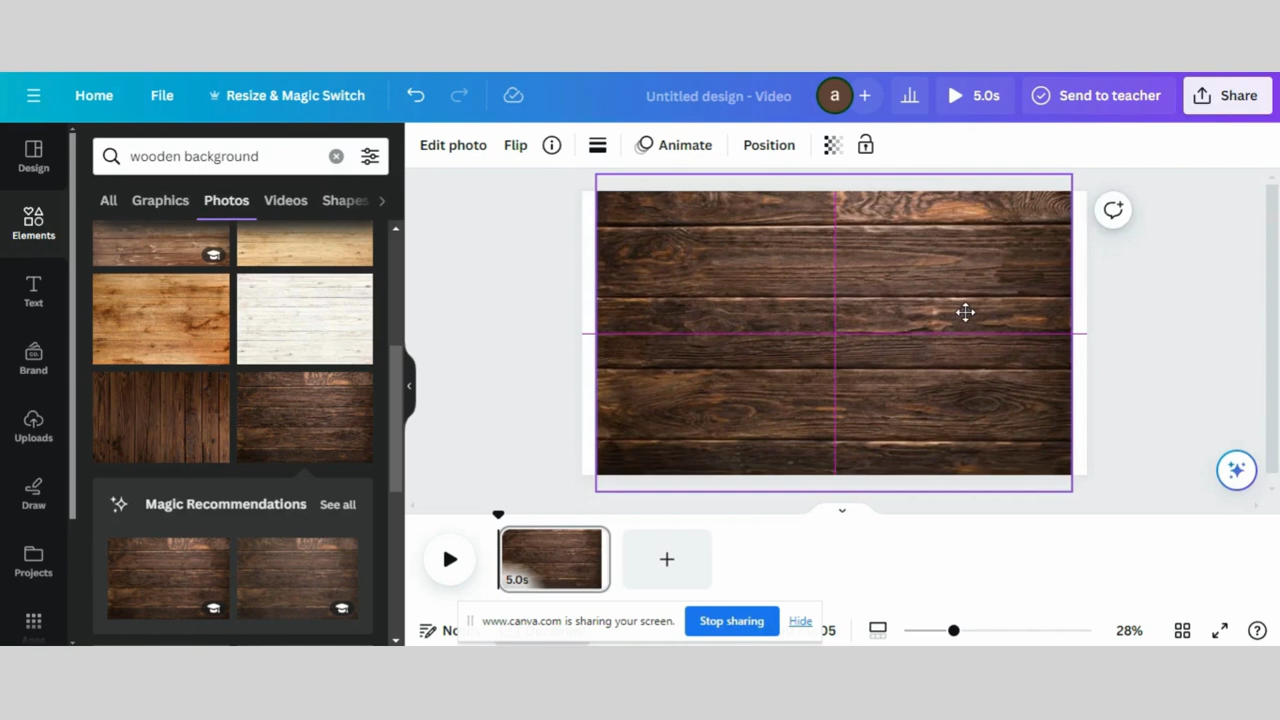 Home File Resize & Magic Switch Untitled design - Video a 5.0s Send to teacher Share
Design
Elements
Text
Brand
CO.
Uploads
Draw
Projects
Apps
wooden background
All Graphics Photos Videos Shapes
Magic Recommendations See all
Edit photo Flip Animate Position
5.0s
www.canva.com is sharing your screen. Stop sharing Hide
28%